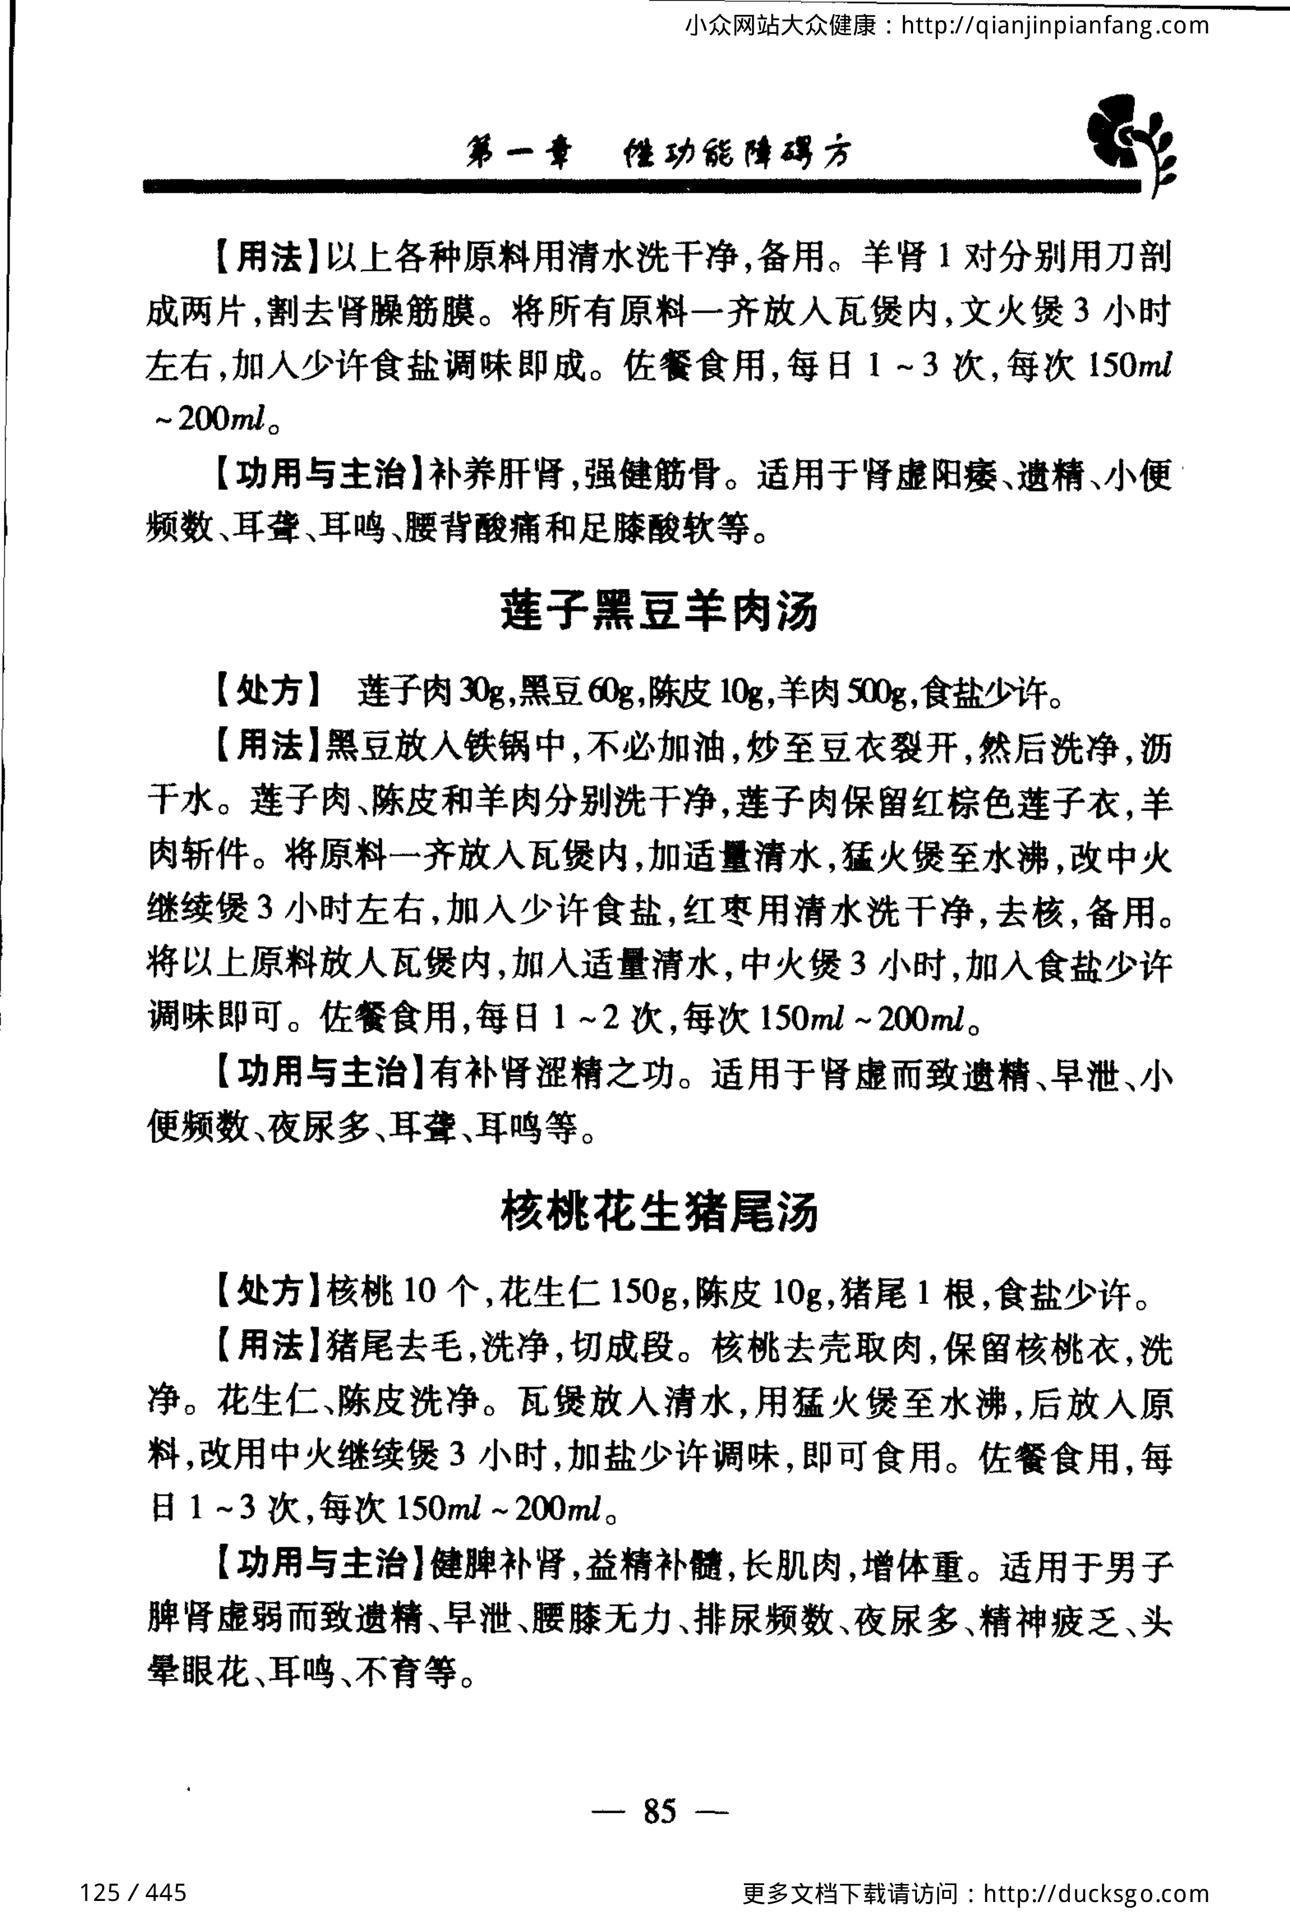 小众网站大众健康：http://qianjinpianfang.com
第一章 性功能障碍方
【用法】以上各种原料用清水洗干净,备用。羊肾1对分别用刀剖
成两片,割去肾臊筋膜。将所有原料一齐放入瓦煲内,文火煲3小时
左右,加入少许食盐调味即成。佐餐食用,每日1~3次,每次150ml
~200ml。
【功用与主治】补养肝肾,强健筋骨。适用于肾虚阳痿、遗精、小便
频数、耳聋、耳鸣、腰背酸痛和足膝酸软等。
莲子黑豆羊肉汤
【处方】 莲子肉30g,黑豆60g,陈皮10g,羊肉500g,食盐少许。
【用法】黑豆放入铁锅中,不必加油,炒至豆衣裂开,然后洗净,沥
干水。莲子肉、陈皮和羊肉分别洗干净,莲子肉保留红棕色莲子衣,羊
肉斩件。将原料一齐放入瓦煲内,加适量清水,猛火煲至水沸,改中火
继续煲3小时左右,加入少许食盐,红枣用清水洗干净,去核,备用。
将以上原料放入瓦煲内,加入适量清水,中火煲3小时,加入食盐少许
调味即可。佐餐食用,每日1~2次,每次150ml~200ml。
【功用与主治】有补肾涩精之功。适用于肾虚而致遗精、早泄、小
便频数、夜尿多、耳聋、耳鸣等。
核桃花生猪尾汤
【处方】核桃10个,花生仁150g,陈皮10g,猪尾1根,食盐少许。
【用法】猪尾去毛,洗净,切成段。核桃去壳取肉,保留核桃衣,洗
净。花生仁、陈皮洗净。瓦煲放入清水,用猛火煲至水沸,后放入原
料,改用中火继续煲3小时,加盐少许调味,即可食用。佐餐食用,每
日1~3次,每次150ml~200ml。
【功用与主治】健脾补肾,益精补髓,长肌肉,增体重。适用于男子
脾肾虚弱而致遗精、早泄、腰膝无力、排尿频数、夜尿多、精神疲乏、头
晕眼花、耳鸣、不育等。
— 85 —
125 / 445
更多文档下载请访问：http://ducksgo.com